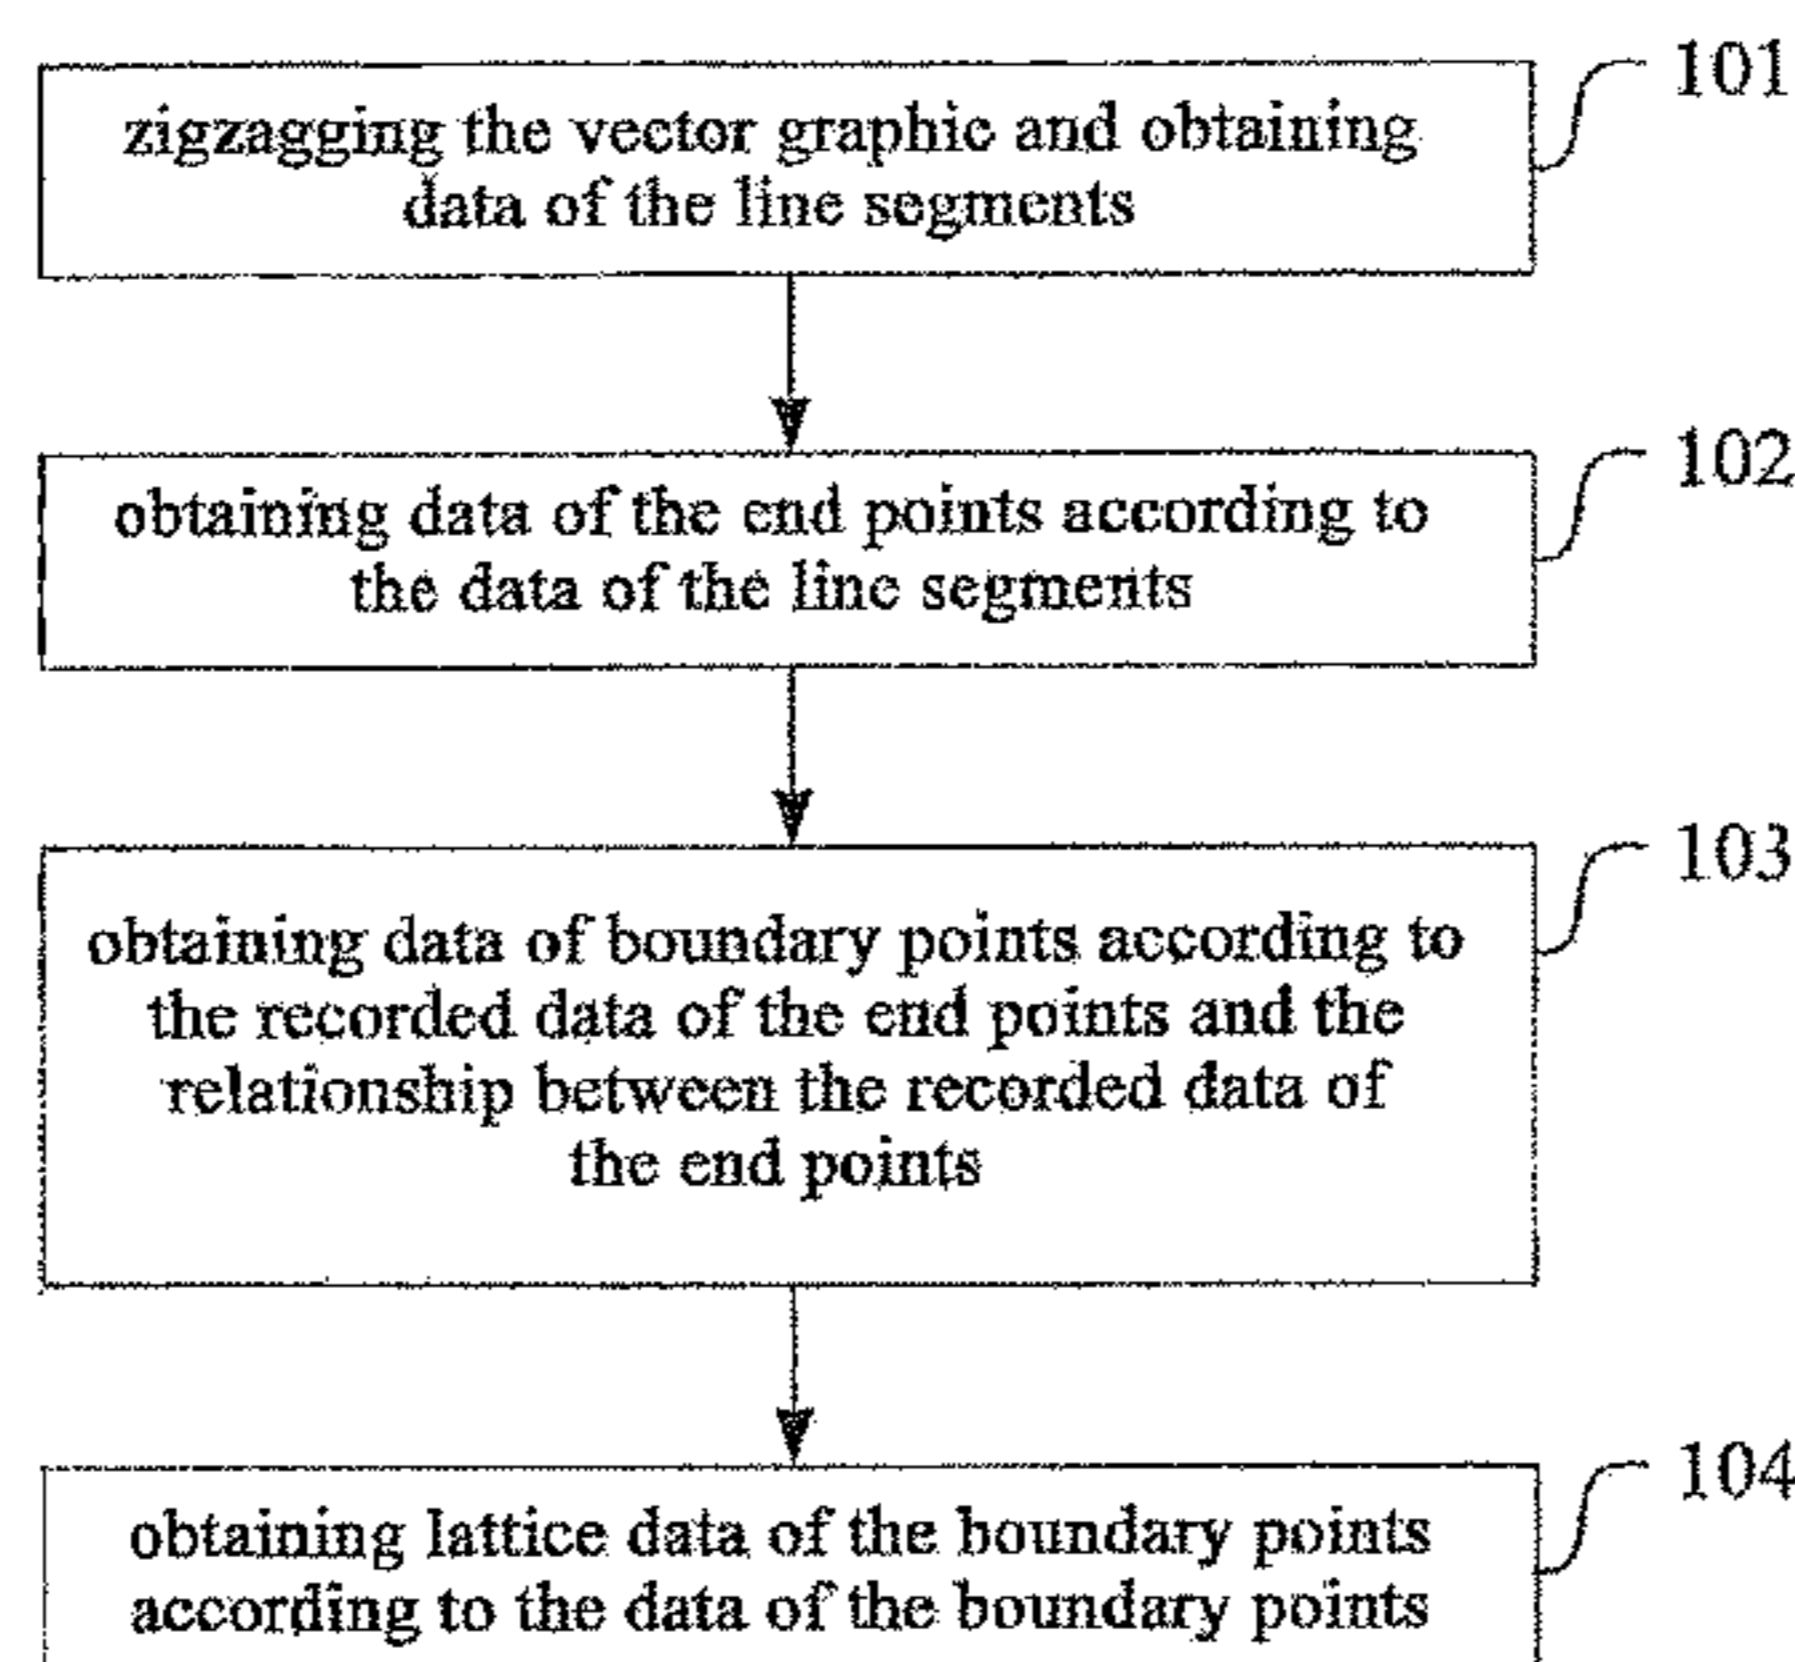 101
zigzagging the vector graphic and obtaining
data of the line segments
102
obtaining data of the end points according to
the data of the line segments
103
obtaining data of boundary points according to
the recorded data of the end points and the
relationship between the recorded data of
the end points
104
obtaining lattice data of the boundary points
according to the data of the boundary points